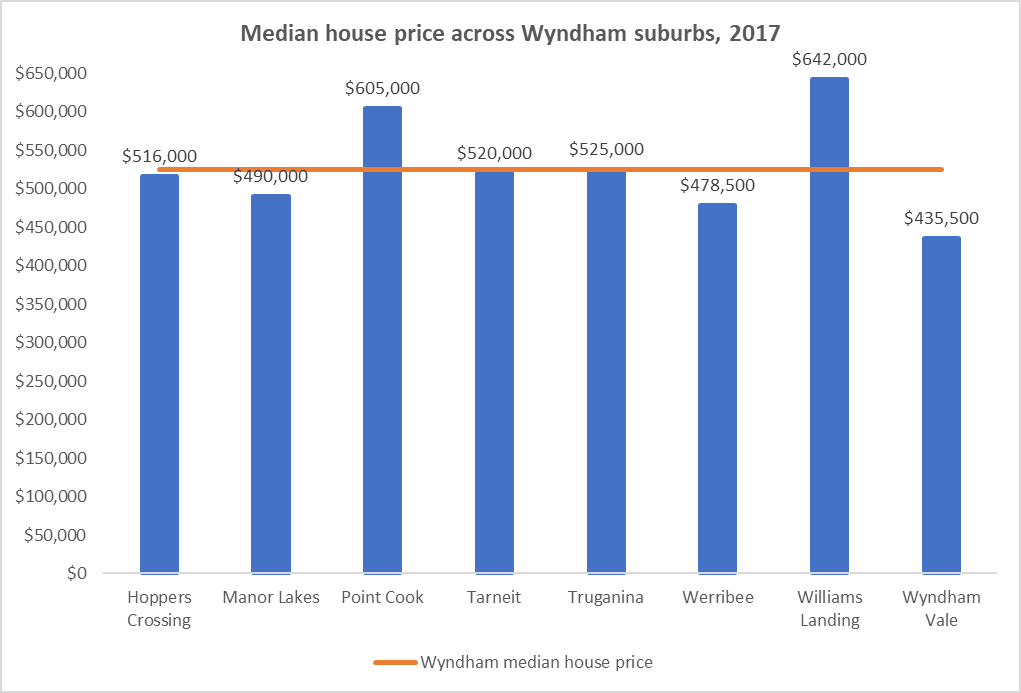 Median house price across Wyndham suburbs, 2017
$650,000
$600,000
$550,000
$500,000
$450,000
$400,000
$350,000
$300,000
$250,000
$200,000
$150,000
$100,000
$50,000
$0
$516,000
$490,000
$605,000
$520,000
$525,000
$478,500
$642,000
$435,500
Hoppers
Crossing
Manor Lakes
Point Cook
Tarneit
Truganina
Werribee
Williams
Landing
Wyndham
Vale
Wyndham median house price